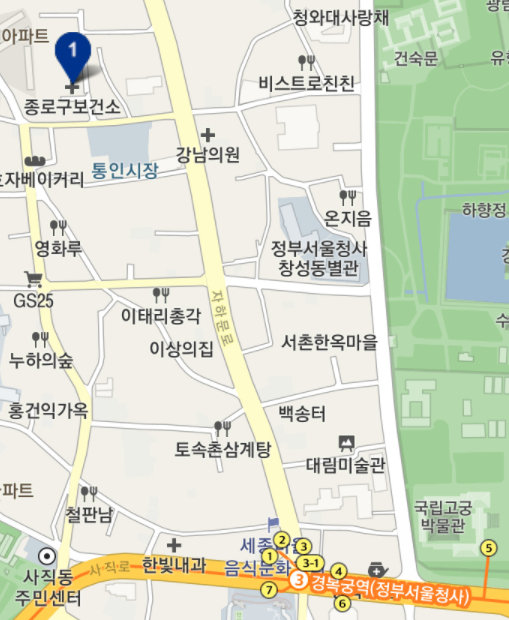 청와대사랑채
아파트
건숙문
비스트로친친
1
종로구보건소
강남의원
통인시장
효자베이커리
온지음
하향정
영화루
정부서울청사
창성동별관
GS25
이태리총각
자하문로
이상의집
서촌한옥마을
누하의숲
홍건익가옥
백송터
토속촌삼계탕
대림미술관
아파트
철판남
국립고궁
박물관
2
3
5
1
3-1
4
한빛내과
음식문화
사직동
주민센터
사직로
7
3 경복궁역(정부서울청사)
6